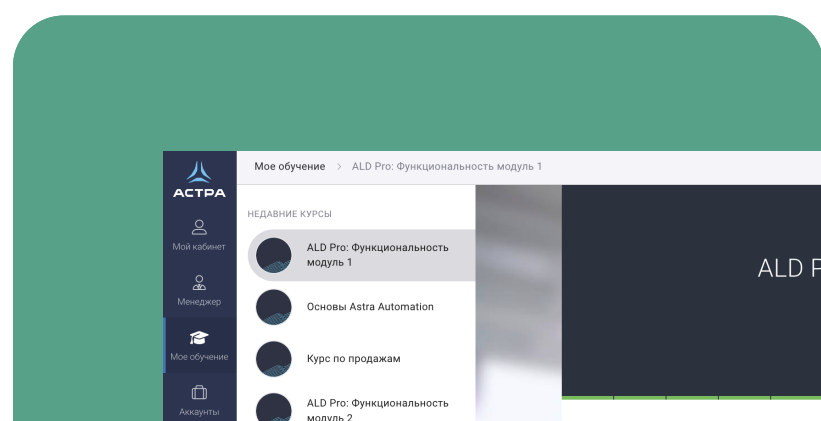 АСТРА
Мой кабинет
Менеджер
Мое обучение
Аккаунты
Мое обучение > ALD Pro: Функциональность модуль 1
НЕДАВНИЕ КУРСЫ
ALD Pro: Функциональность
модуль 1
Основы Astra Automation
Курс по продажам
ALD Pro: Функциональность
модуль 2
ALD P